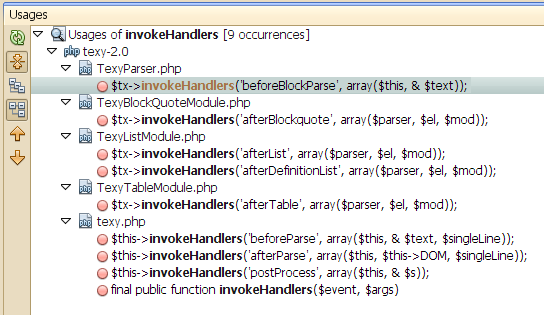 Usages
Usages of invokeHandlers [9 occurrences]
php texy-2.0
TexyParser.php
$tx->invokeHandlers('beforeBlockParse', array($this, & $text));
TexyBlockQuoteModule.php
$tx->invokeHandlers('afterBlockquote', array($parser, $el, $mod));
TexyListModule.php
$tx->invokeHandlers('afterList', array($parser, $el, $mod));
$tx->invokeHandlers('afterDefinitionList', array($parser, $el, $mod));
TexyTableModule.php
$tx->invokeHandlers('afterTable', array($parser, $el, $mod));
texy.php
$this->invokeHandlers('beforeParse', array($this, & $text, $singleLine));
$this->invokeHandlers('afterParse', array($this, $this->DOM, $singleLine));
$this->invokeHandlers('postProcess', array($this, & $s));
final public function invokeHandlers($event, $args)